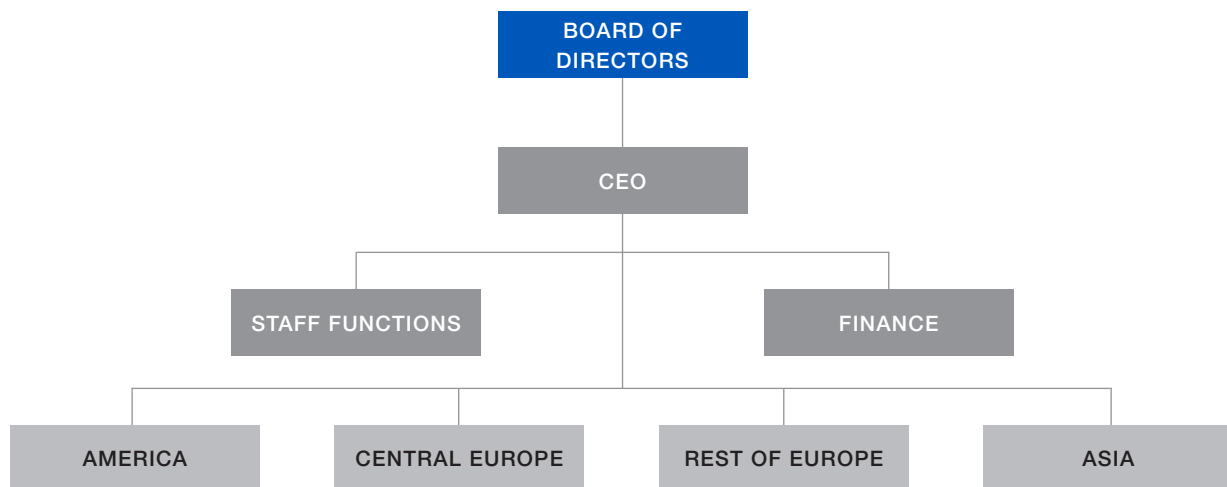 BOARD OF
DIRECTORS
CEO
STAFF FUNCTIONS
FINANCE
AMERICA
CENTRAL EUROPE
REST OF EUROPE
ASIA